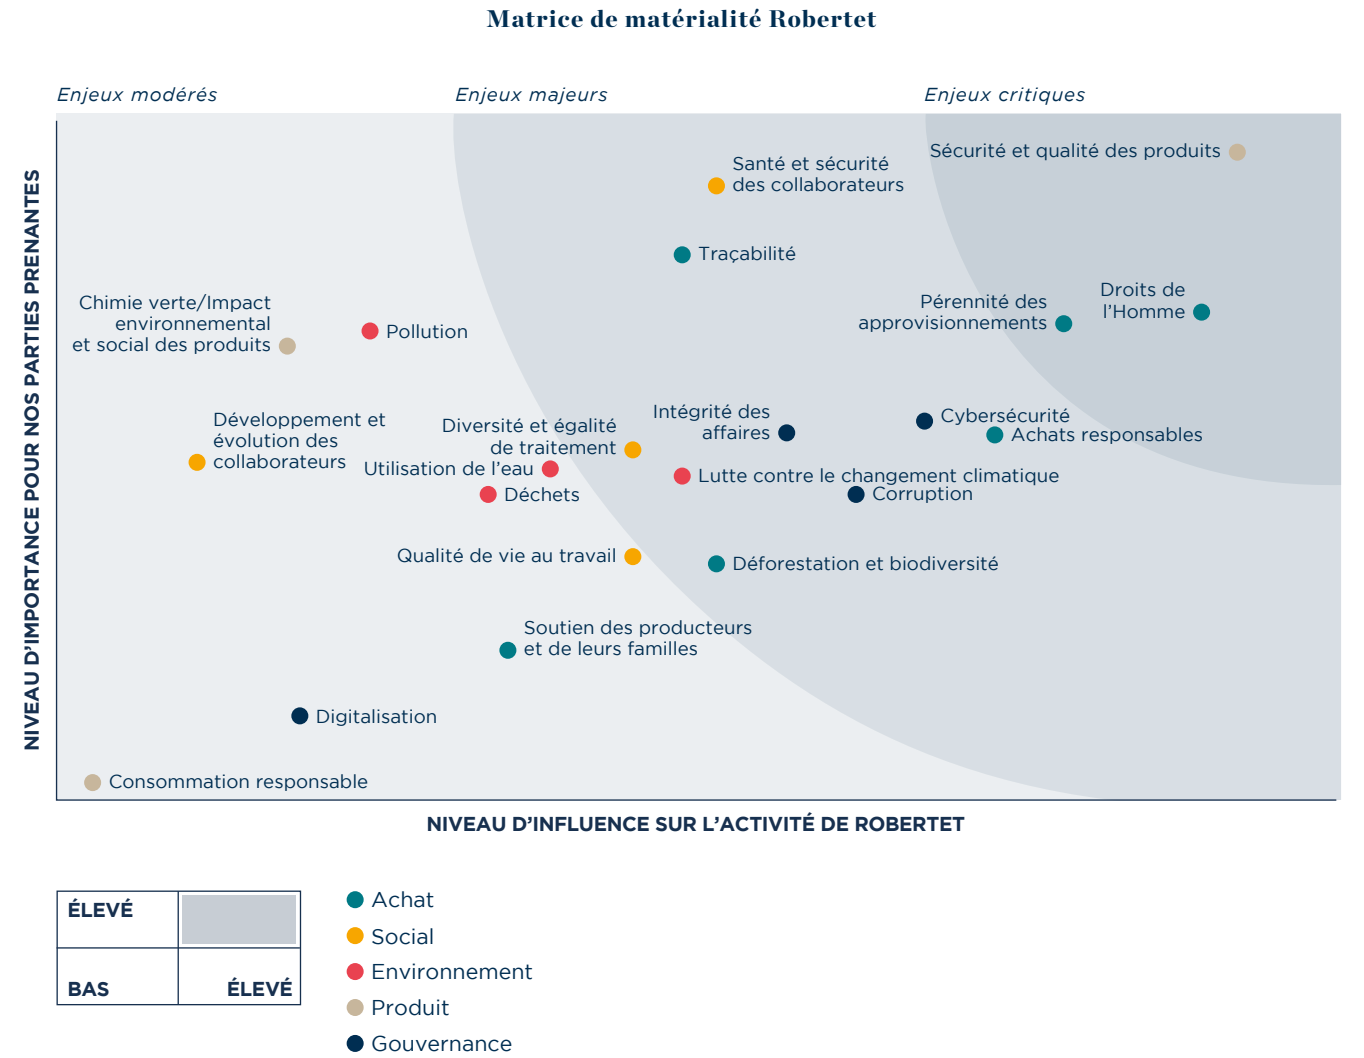 Matrice de matérialité Robertet
Enjeux modérés
Enjeux majeurs
Enjeux critiques
NIVEAU D'IMPORTANCE POUR NOS PARTIES PRENANTES
Sécurité et qualité des produits
Santé et sécurité
des collaborateurs
Traçabilité
Chimie verte/Impact
environnemental
et social des produits
Pollution
Pérennité des
approvisionnements
Droits de
l'Homme
Développement et
évolution des
collaborateurs
Diversité et égalité
de traitement
Intégrité des
affaires
Cybersécurité
Achats responsables
Utilisation de l'eau
Déchets
Lutte contre le changement climatique
Corruption
Qualité de vie au travail
Déforestation et biodiversité
Soutien des producteurs
et de leurs familles
Digitalisation
Consommation responsable
NIVEAU D'INFLUENCE SUR L'ACTIVITÉ DE ROBERTET
ÉLEVÉ
BAS
ÉLEVÉ
Achat
Social
Environnement
Produit
Gouvernance